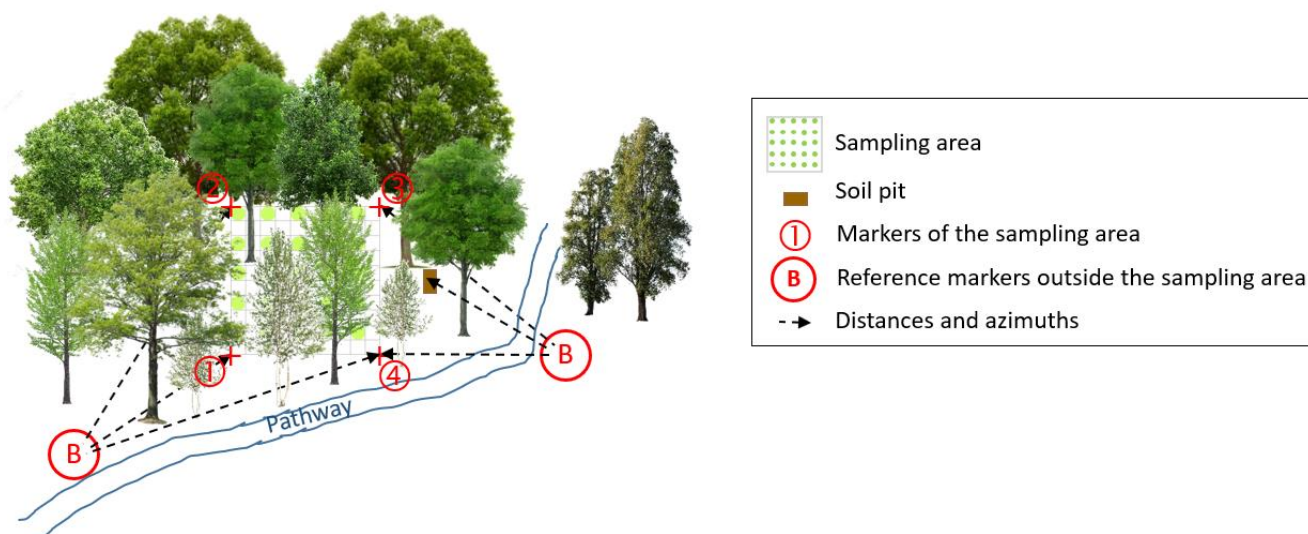 ②
③
①
④
B
B
Pathway
Sampling area
Soil pit
① Markers of the sampling area
B Reference markers outside the sampling area
Distances and azimuths